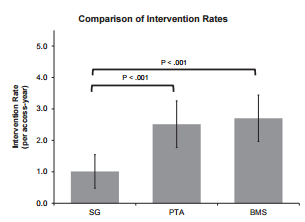 Comparison of Intervention Rates
5.0
4.0
3.0
2.0
1.0
0.0
Intervention Rate
(per access-year)
P < .001
P < .001
SG PTA BMS